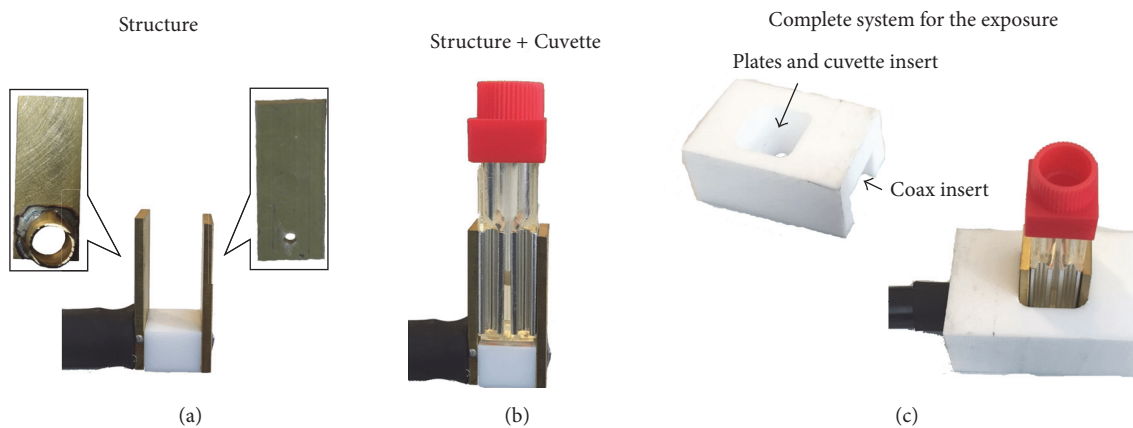 Structure
Structure + Cuvette
Complete system for the exposure
Plates and cuvette insert
Coax insert
(a)
(b)
(c)